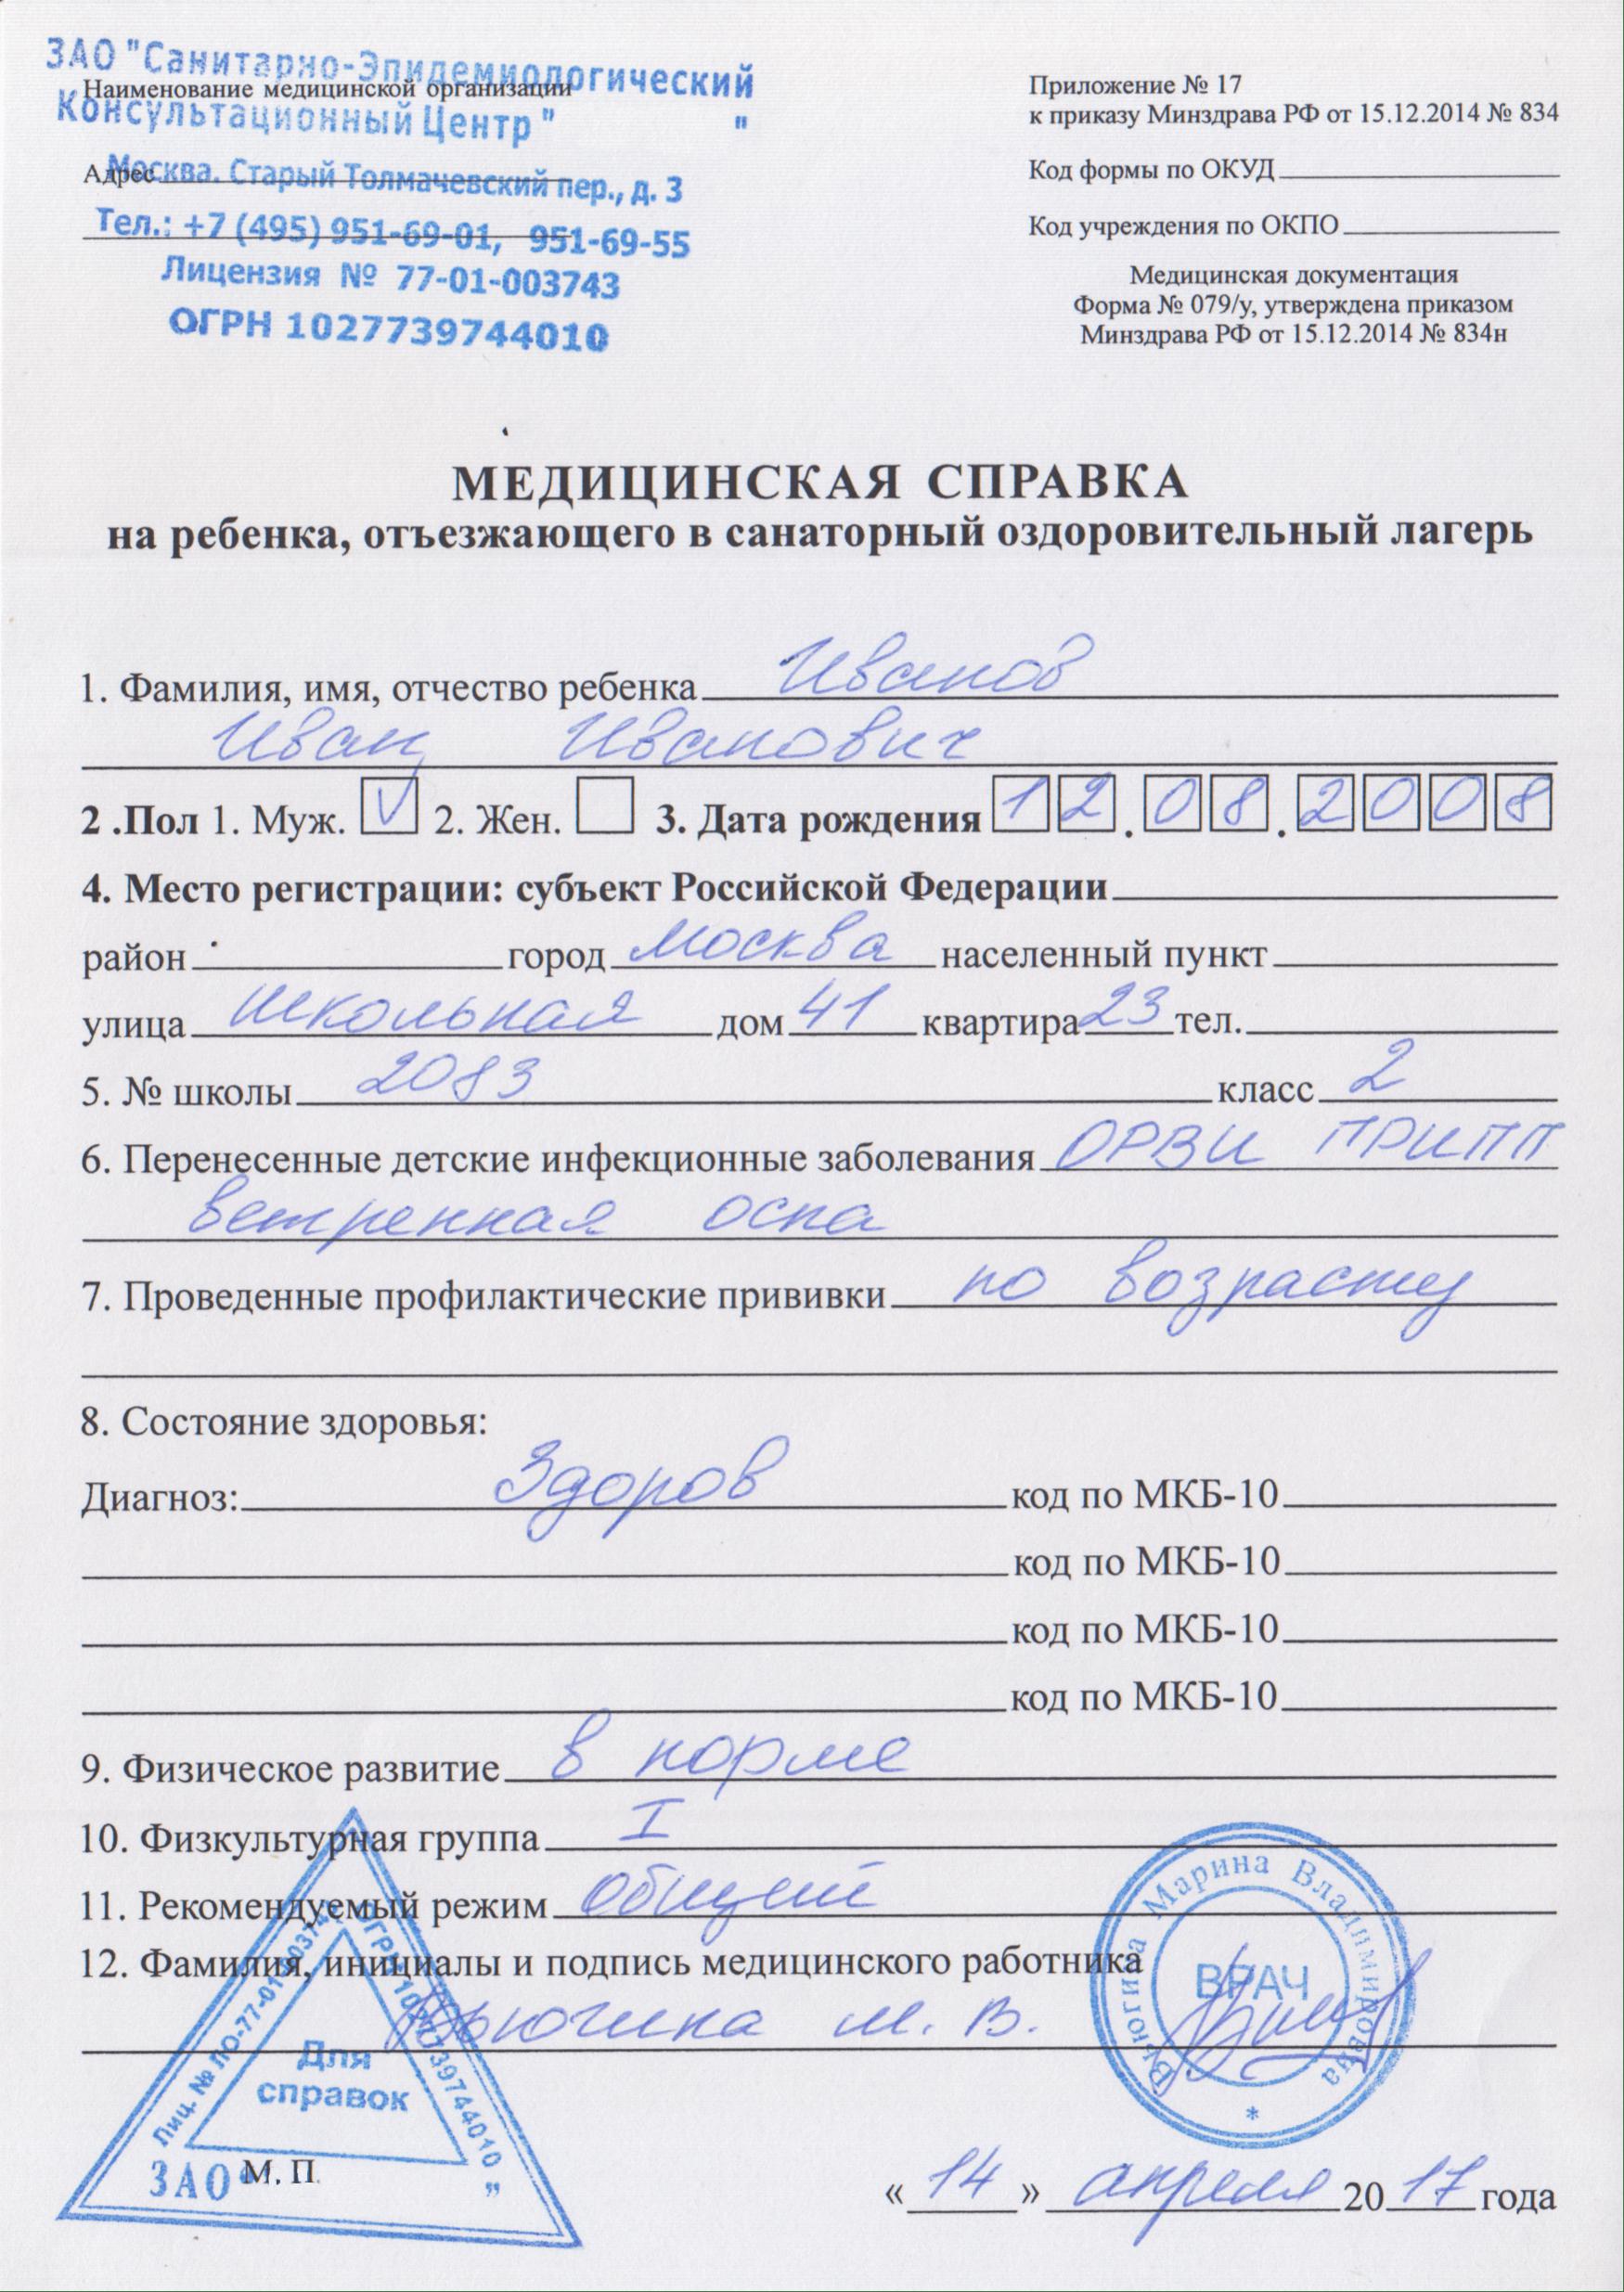 ЗАО "Санитарно-Эпидемиологический
Наименование медицинской организации
Консультационный Центр " "
Адрес Москва. Старый Толмачевский пер., д. 3
Тел.: +7 (495) 951-69-01, 951-69-55
Лицензия № 77-01-003743
ОГРН 1027739744010
Приложение № 17
к приказу Минздрава РФ от 15.12.2014 № 834
Код формы по ОКУД
Код учреждения по ОКПО
Медицинская документация
Форма № 079/у, утверждена приказом
Минздрава РФ от 15.12.2014 № 834н
МЕДИЦИНСКАЯ СПРАВКА
на ребенка, отъезжающего в санаторный оздоровительный лагерь
1. Фамилия, имя, отчество ребенка Иванов
Иван Иванович
2 .Пол 1. Муж. V 2. Жен. 3. Дата рождения 12.08.2008
4. Место регистрации: субъект Российской Федерации
район город Москва населенный пункт
улица Школьная дом 41 квартира 23 тел.
5. № школы 2083 класс 2
6. Перенесенные детские инфекционные заболевания ОРВИ ГРИПП
ветренная оспа
7. Проведенные профилактические прививки по возрасту
8. Состояние здоровья:
Диагноз: Здоров код по МКБ-10
код по МКБ-10
код по МКБ-10
код по МКБ-10
9. Физическое развитие в норме
10. Физкультурная группа I
11. Рекомендуемый режим общий
12. Фамилия, инициалы и подпись медицинского работника
Вьюгина М. В.
Вьюгина Марина Владимировна
ВРАЧ
*
Лиц. № ЛО-77-01-003743
ОГРН 1027739744010 "
Для
справок
ЗАО "
М. П.
« 14 » апреля 2017 года